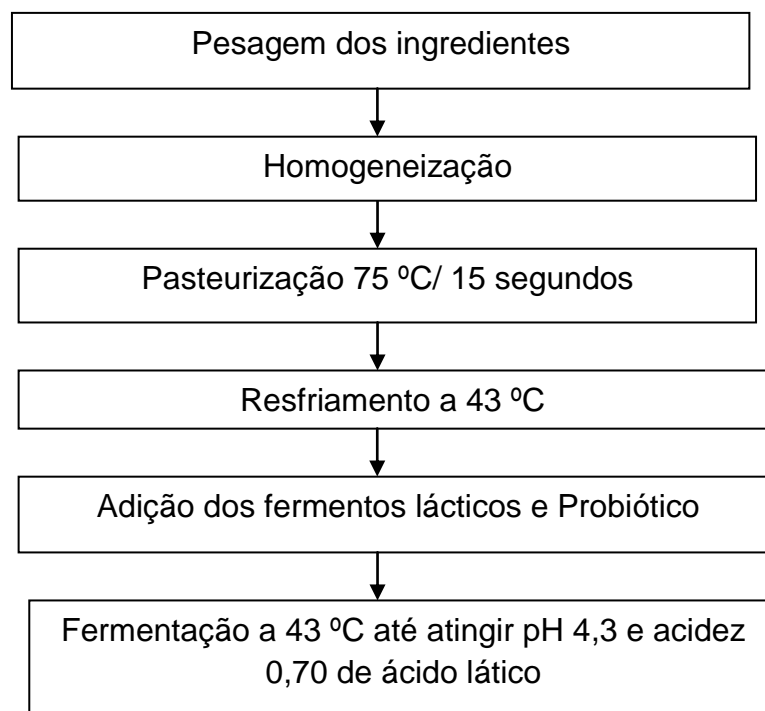 Pesagem dos ingredientes
Homogeneização
Pasteurização 75 ºC/ 15 segundos
Resfriamento a 43 ºC
Adição dos fermentos lácticos e Probiótico
Fermentação a 43 ºC até atingir pH 4,3 e acidez
0,70 de ácido lático